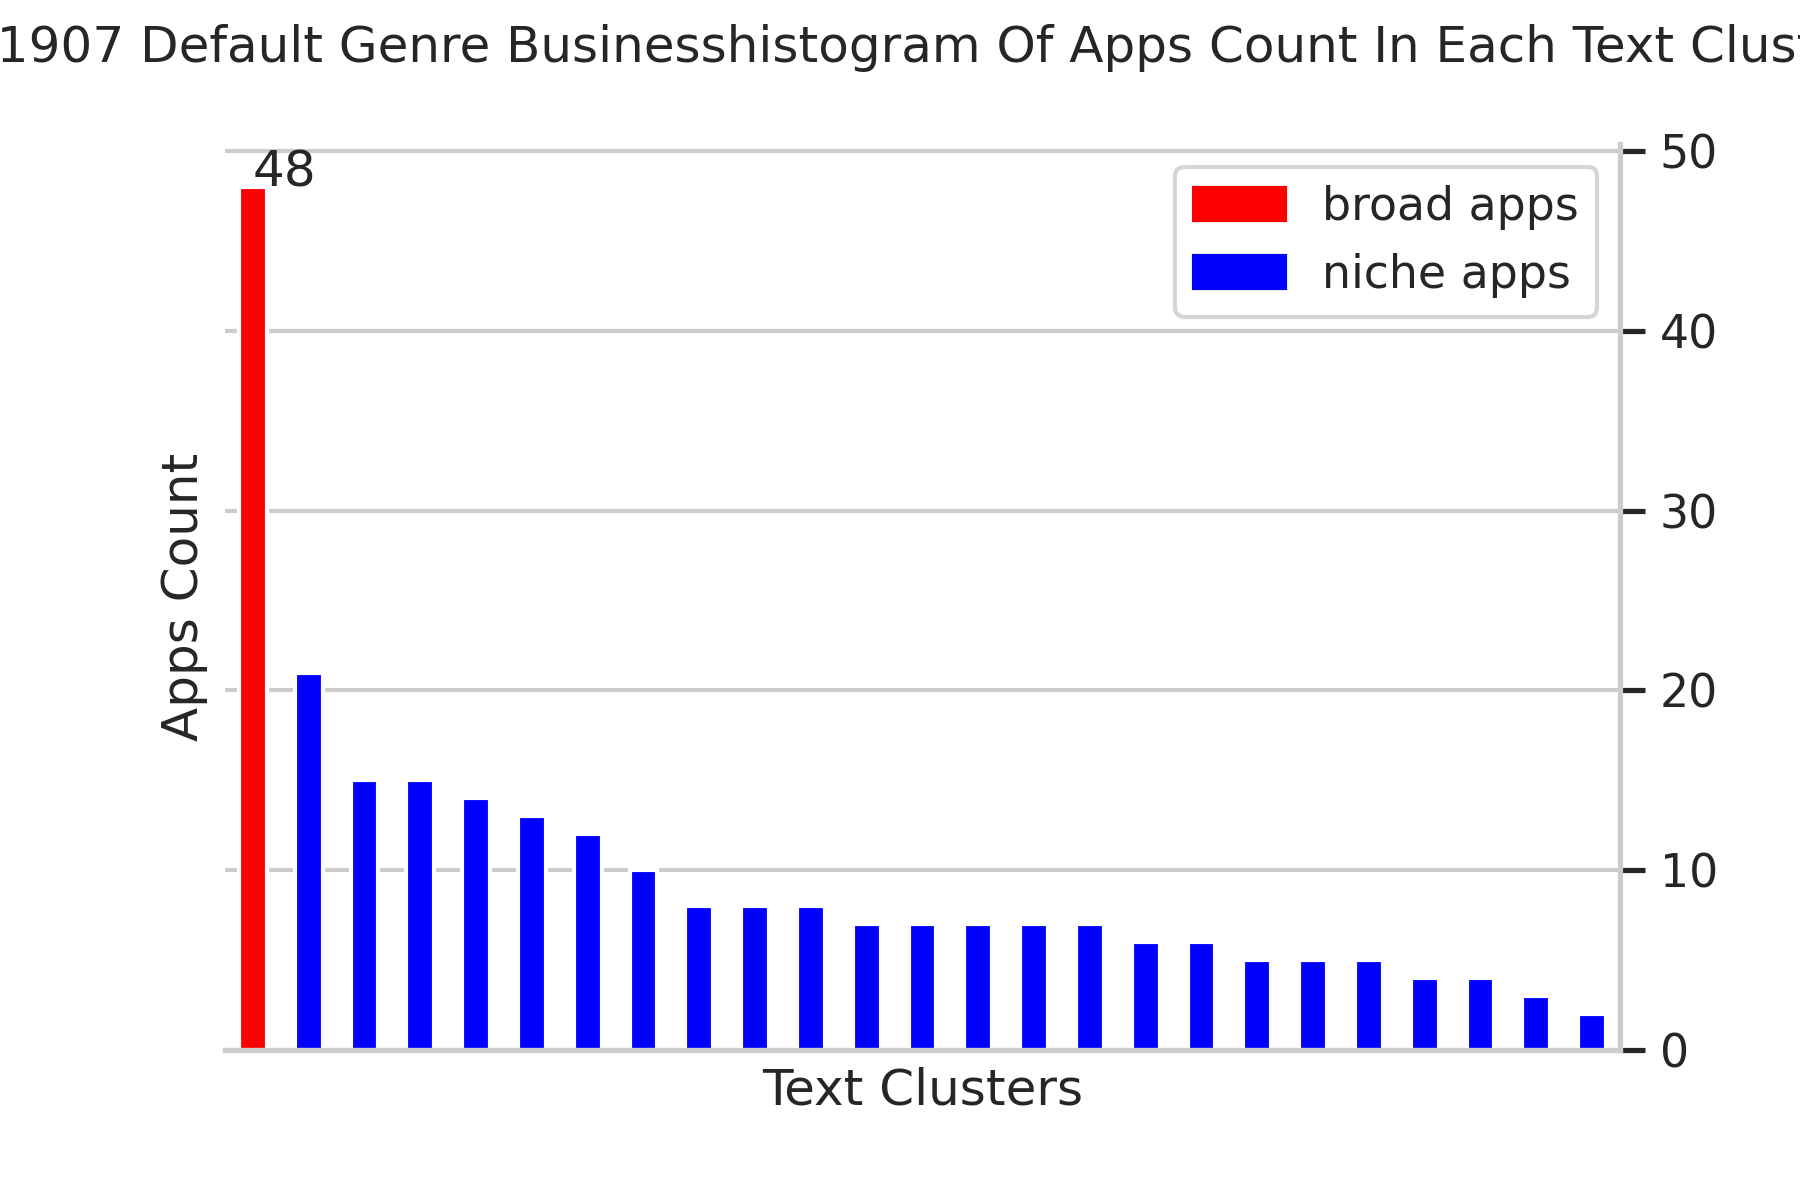 1907 Default Genre Businesshistogram Of Apps Count In Each Text Clust
48
broad apps
niche apps
50
40
30
20
10
0
Apps Count
Text Clusters